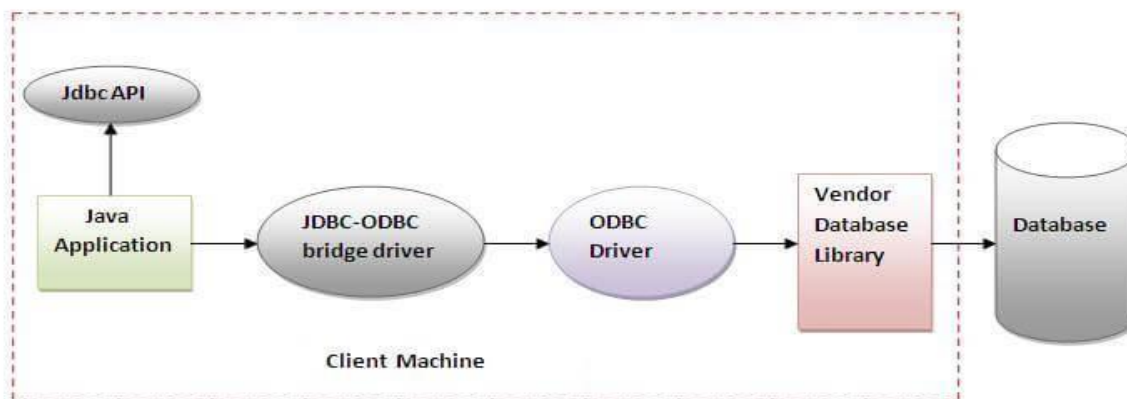 Jdbc API
Java
Application
JDBC-ODBC
bridge driver
ODBC
Driver
Vendor
Database
Library
Database
Client Machine